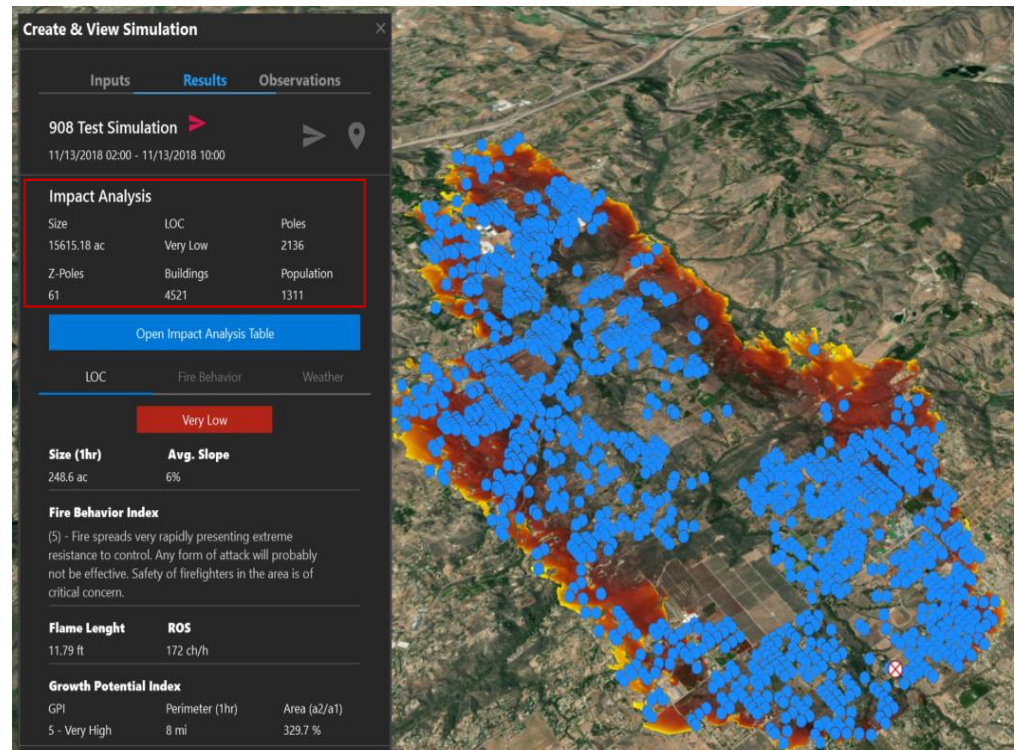 Create & View Simulation
Inputs Results Observations
908 Test Simulation
11/13/2018 02:00 - 11/13/2018 10:00
Impact Analysis
Size LOC Poles
15615.18 ac Very Low 2136
Z-Poles Buildings Population
61 4521 1311
Open Impact Analysis Table
LOC Fire Behavior Weather
Very Low
Size (1hr) Avg. Slope
248.6 ac 6%
Fire Behavior Index
(5) - Fire spreads very rapidly presenting extreme
resistance to control. Any form of attack will probably
not be effective. Safety of firefighters in the area is of
critical concern.
Flame Lenght ROS
11.79 ft 172 ch/h
Growth Potential Index
GPI Perimeter (1hr) Area (a2/a1)
5 - Very High 8 mi 329.7 %